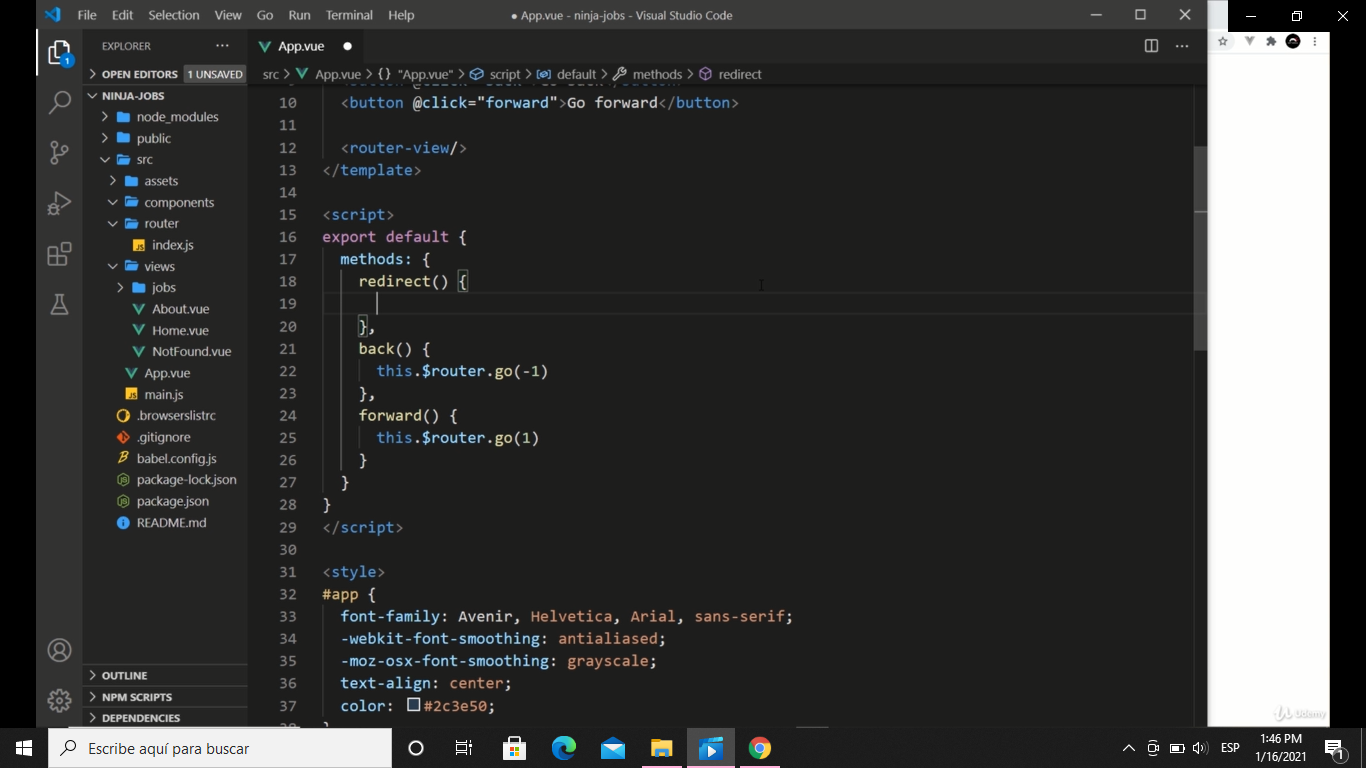 File Edit Selection View Go Run Terminal Help
● App.vue - ninja-jobs - Visual Studio Code
EXPLORER
App.vue
OPEN EDITORS 1 UNSAVED
src > App.vue > {} "App.vue" > script > default > methods > redirect
NINJA-JOBS
node_modules
public
src
assets
components
router
index.js
views
jobs
About.vue
Home.vue
NotFound.vue
App.vue
main.js
.browserslistrc
.gitignore
babel.config.js
package-lock.json
package.json
README.md
OUTLINE
NPM SCRIPTS
DEPENDENCIES
1
10 <button @click="forward">Go forward</button>
11
12 <router-view/>
13 </template>
14
15 <script>
16 export default {
17 methods: {
18 redirect() {
19
20 },
21 back() {
22 this.$router.go(-1)
23 },
24 forward() {
25 this.$router.go(1)
26 }
27 }
28 }
29 </script>
30
31 <style>
32 #app {
33 font-family: Avenir, Helvetica, Arial, sans-serif;
34 -webkit-font-smoothing: antialiased;
35 -moz-osx-font-smoothing: grayscale;
36 text-align: center;
37 color: #2c3e50;
Udemy
Escribe aquí para buscar
ESP
1:46 PM
1/16/2021
1